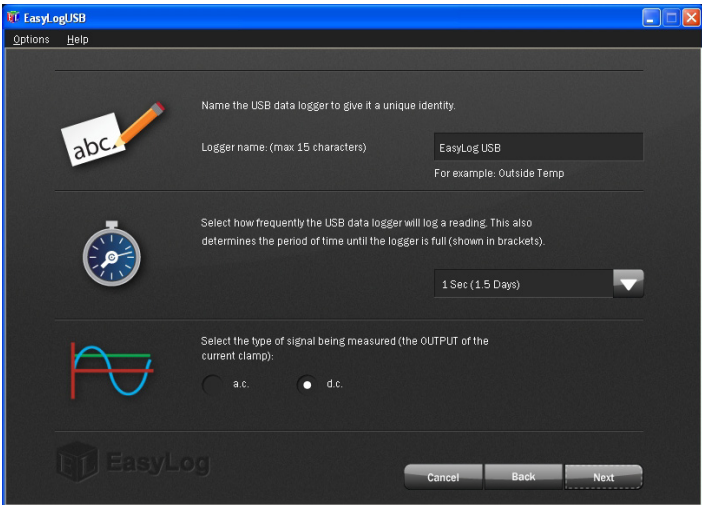 EasyLogUSB
Options Help
Name the USB data logger to give it a unique identity.
abc.
Logger name: (max 15 characters)
EasyLog USB
For example: Outside Temp
Select how frequently the USB data logger will log a reading. This also
determines the period of time until the logger is full (shown in brackets).
1 Sec (1.5 Days)
Select the type of signal being measured (the OUTPUT of the
current clamp):
a.c. d.c.
EasyLog
Cancel Back Next